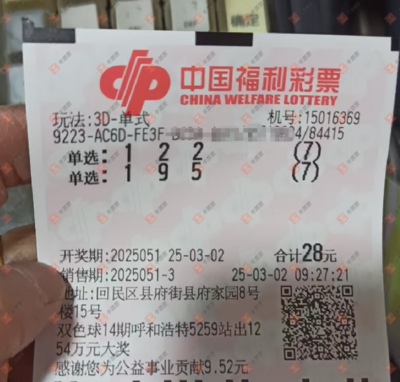 中国福利彩票
CHINA WELFARE LOTTERY
玩法:3D-单式 机号:15016369
9223-AC6D-FE3F- 4/84415
单选: 1 2 2 (7)
单选: 1 9 5 (7)
开奖期:2025051 25-03-02 合计28元
销售期:2025051-3 25-03-02 09:27:21
地址:回民区县府街县府家园8号
楼15号
双色球14期呼和浩特5259站出12
54万元大奖
感谢您为公益事业贡献9.52元。